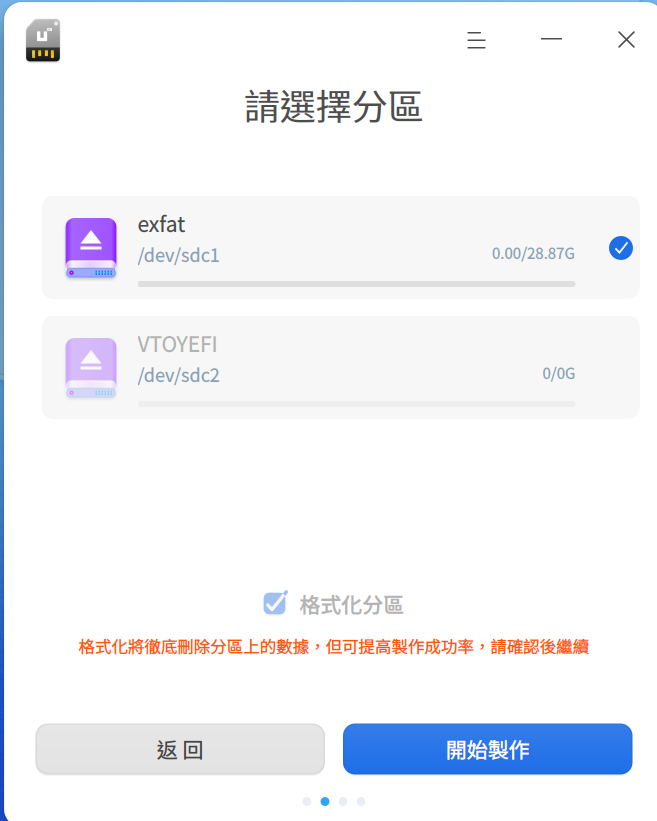 請選擇分區
exfat
/dev/sdc1
0.00/28.87G
VTOYEFI
/dev/sdc2
0/0G
格式化分區
格式化將徹底刪除分區上的數據，但可提高製作成功率，請確認後繼續
返 回
開始製作